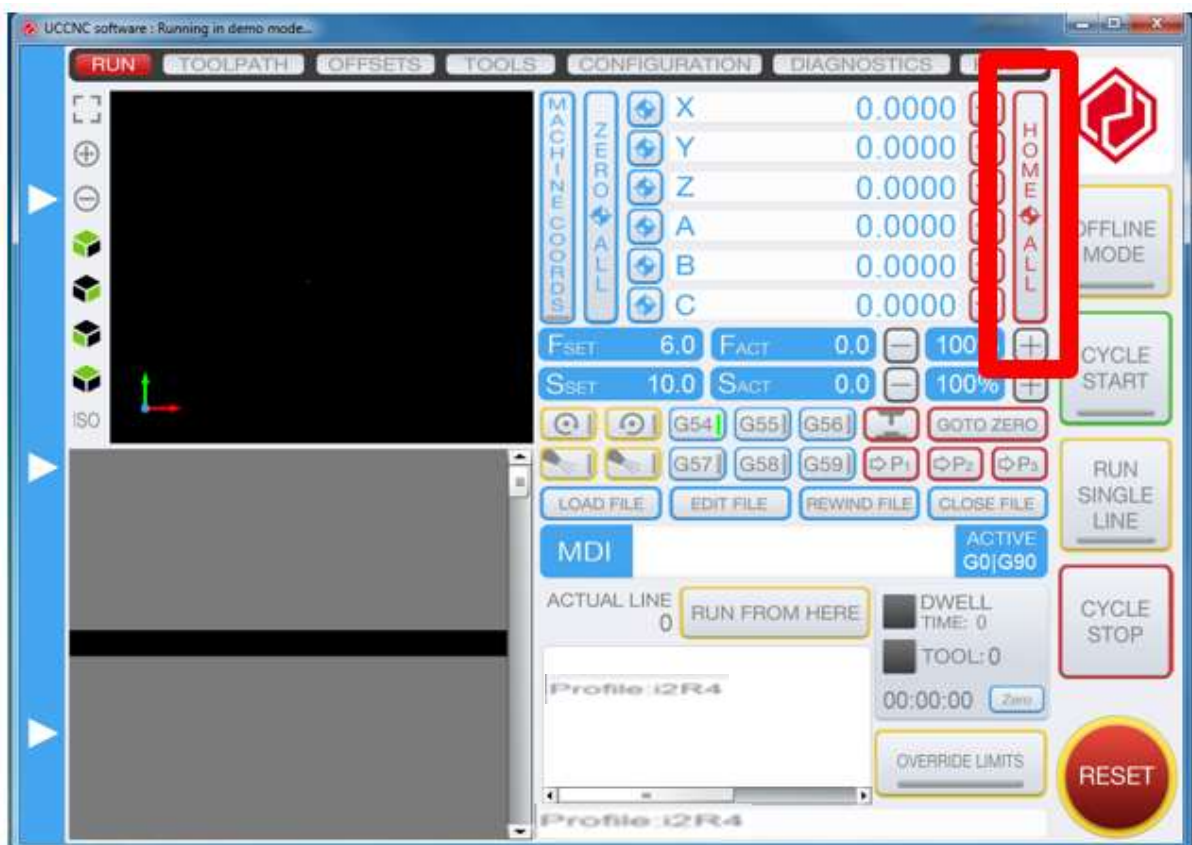 UCCNC software : Running in demo mode...
RUN TOOLPATH OFFSETS TOOLS CONFIGURATION DIAGNOSTICS
MACHINE COORDS
ZERO ALL
X 0.0000
Y 0.0000
Z 0.0000
A 0.0000
B 0.0000
C 0.0000
HOME ALL
OFFLINE
MODE
FSET 6.0 FACT 0.0
SSET 10.0 SACT 0.0 100%
CYCLE
START
ISO
G54 G55 G56 GOTO ZERO
G57 G58 G59 P1 P2 P3
LOAD FILE EDIT FILE REWIND FILE CLOSE FILE
RUN
SINGLE
LINE
MDI
ACTIVE
G0|G90
ACTUAL LINE
0
RUN FROM HERE
DWELL
TIME: 0
TOOL:0
00:00:00 Zero
CYCLE
STOP
Profile:i2R4
OVERRIDE LIMITS
RESET
Profile:i2R4